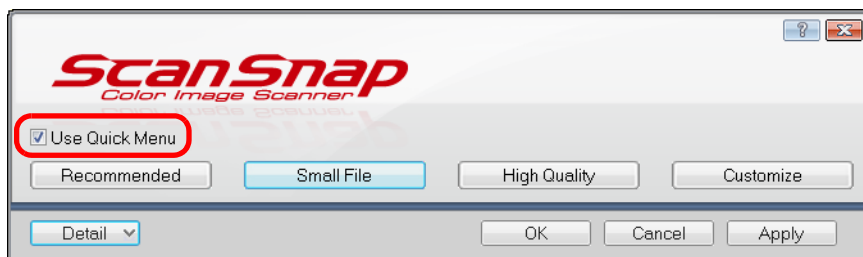 ScanSnap
Color Image Scanner
Use Quick Menu
Recommended Small File High Quality Customize
Detail OK Cancel Apply